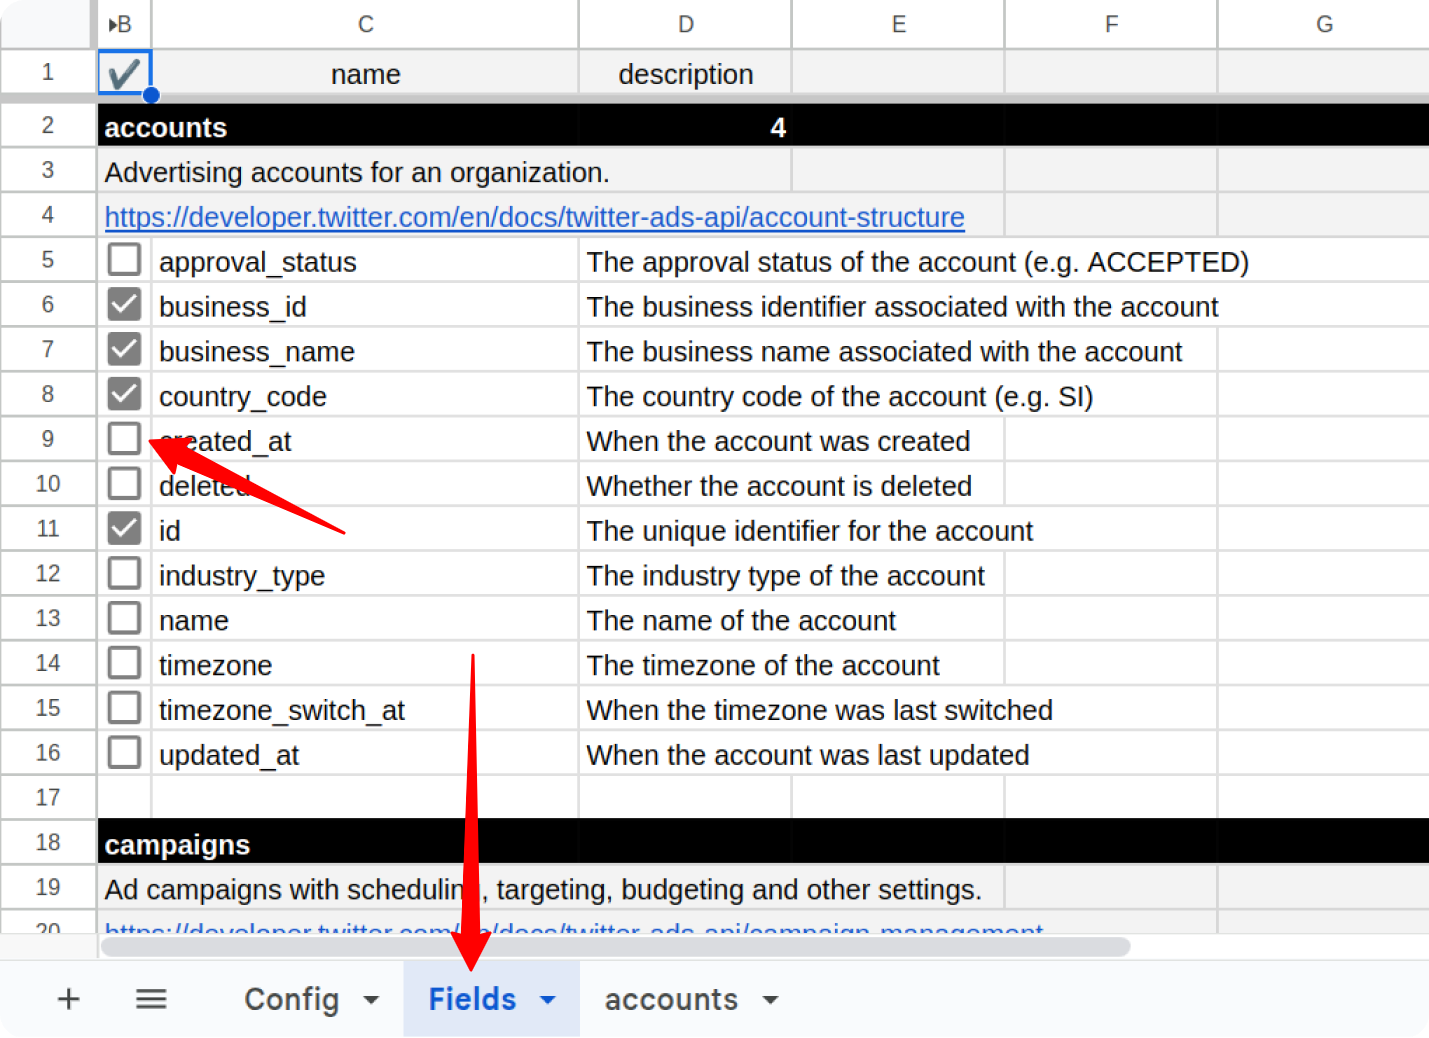 B C D E F G
1 ✔ name description
2 accounts 4
3 Advertising accounts for an organization.
4 https://developer.twitter.com/en/docs/twitter-ads-api/account-structure
5 approval_status The approval status of the account (e.g. ACCEPTED)
6 business_id The business identifier associated with the account
7 business_name The business name associated with the account
8 country_code The country code of the account (e.g. SI)
9 created_at When the account was created
10 deleted Whether the account is deleted
11 id The unique identifier for the account
12 industry_type The industry type of the account
13 name The name of the account
14 timezone The timezone of the account
15 timezone_switch_at When the timezone was last switched
16 updated_at When the account was last updated
17
18 campaigns
19 Ad campaigns with scheduling, targeting, budgeting and other settings.
20 https://developer.twitter.com/en/docs/twitter-ads-api/campaign-management
+ Config Fields accounts